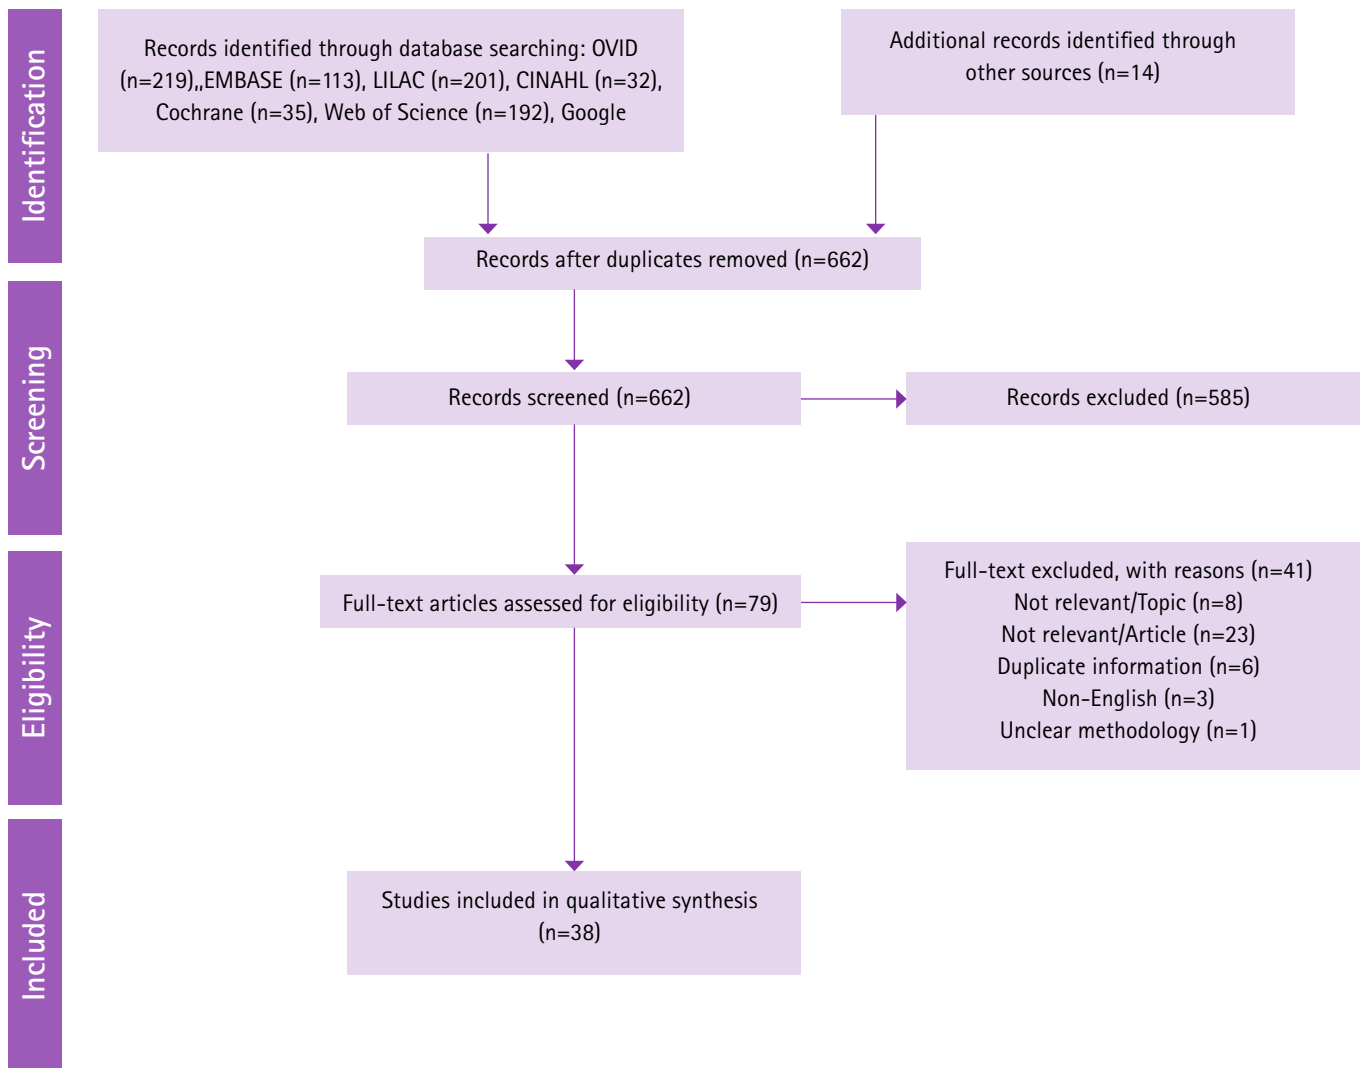 Identification
Records identified through database searching: OVID
(n=219),,EMBASE (n=113), LILAC (n=201), CINAHL (n=32),
Cochrane (n=35), Web of Science (n=192), Google
Additional records identified through
other sources (n=14)
Records after duplicates removed (n=662)
Screening
Records screened (n=662)
Records excluded (n=585)
Eligibility
Full-text articles assessed for eligibility (n=79)
Full-text excluded, with reasons (n=41)
Not relevant/Topic (n=8)
Not relevant/Article (n=23)
Duplicate information (n=6)
Non-English (n=3)
Unclear methodology (n=1)
Included
Studies included in qualitative synthesis
(n=38)